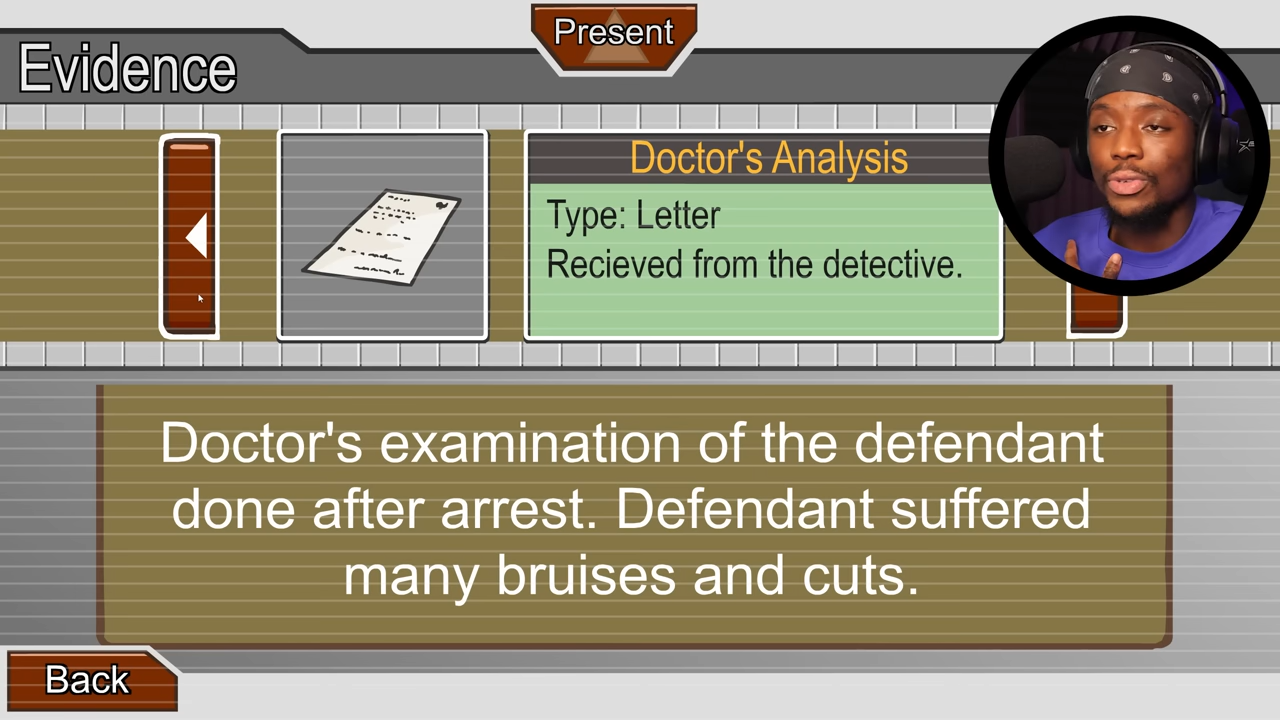 Present
Evidence
Doctor's Analysis
Type: Letter
Recieved from the detective.
Doctor's examination of the defendant
done after arrest. Defendant suffered
many bruises and cuts.
Back